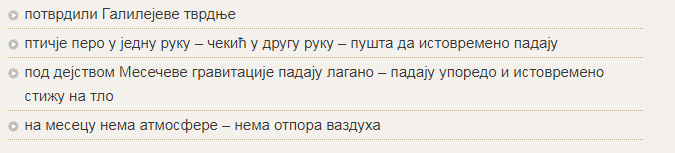 потврдили Галилејеве тврдње
птичје перо у једну руку – чекић у другу руку – пушта да истовремено падају
под дејством Месечеве гравитације падају лагано – падају упоредо и истовремено
стижу на тло
на месецу нема атмосфере – нема отпора ваздуха